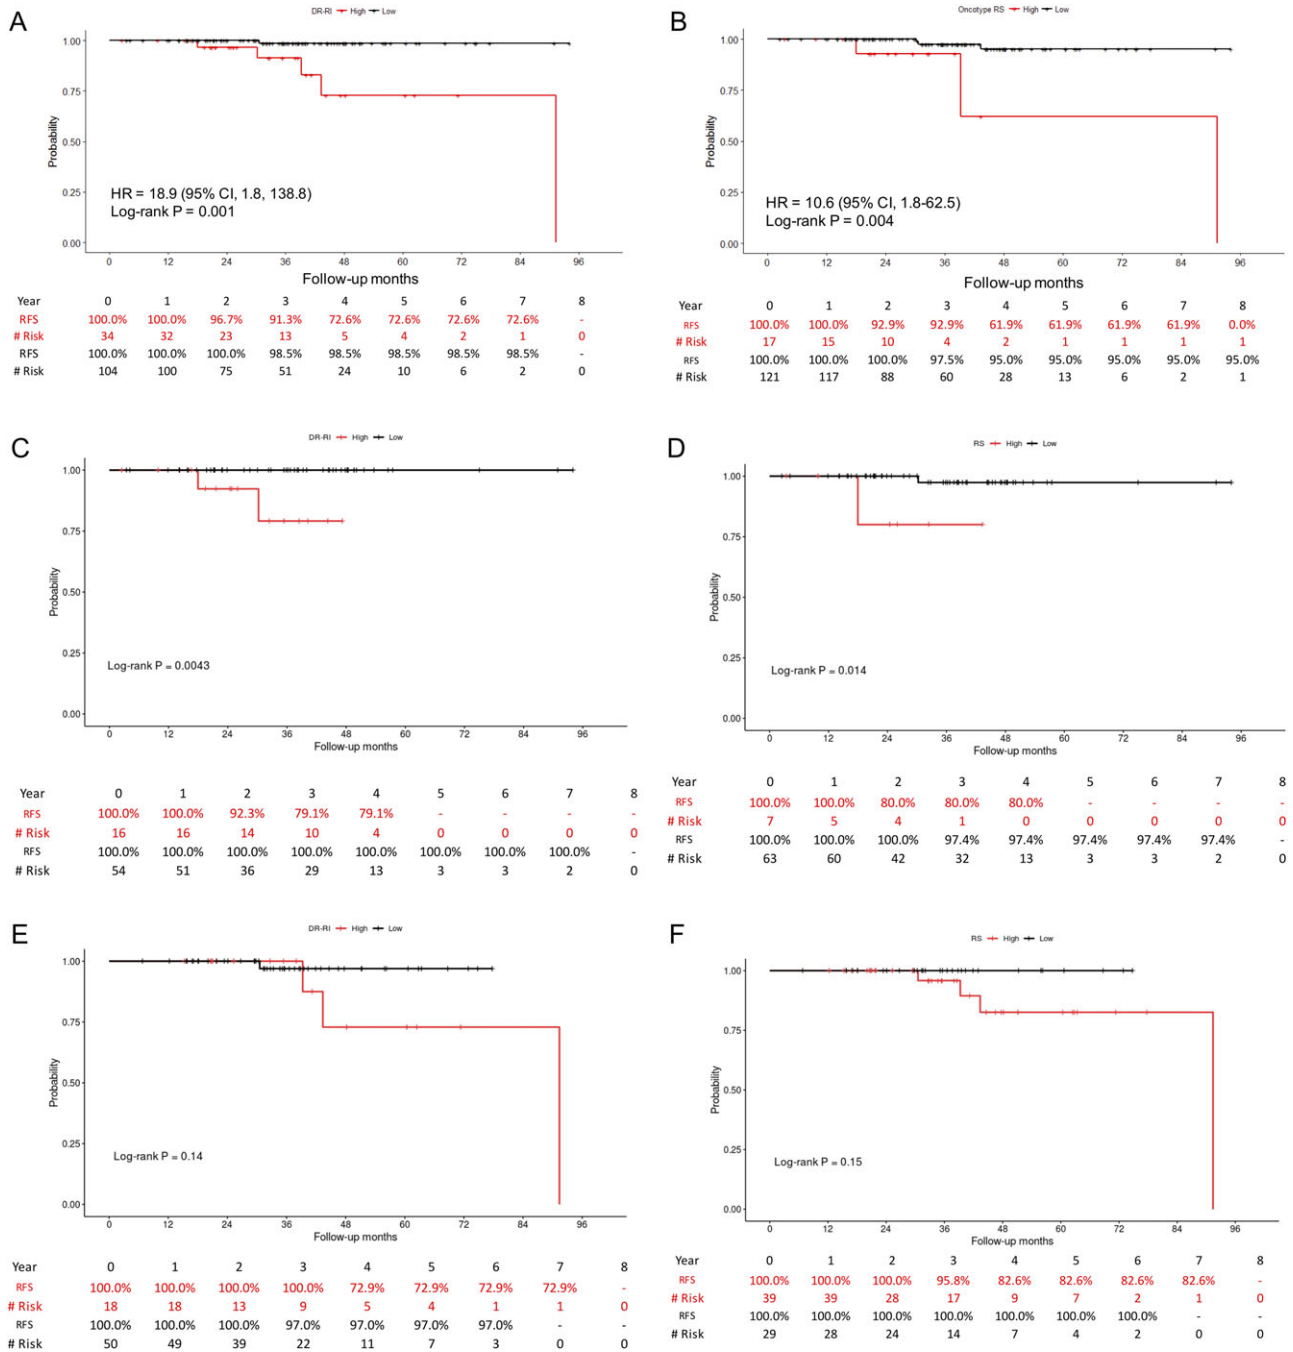 A
DR-RI High Low
Probability
1.00
0.75
0.50
0.25
0.00
HR = 18.9 (95% CI, 1.8, 138.8)
Log-rank P = 0.001
0 12 24 36 48 60 72 84 96
Follow-up months
Year 0 1 2 3 4 5 6 7 8
RFS 100.0% 100.0% 96.7% 91.3% 72.6% 72.6% 72.6% 72.6% -
# Risk 34 32 23 13 5 4 2 1 0
RFS 100.0% 100.0% 100.0% 98.5% 98.5% 98.5% 98.5% 98.5% -
# Risk 104 100 75 51 24 10 6 2 0
B
Oncotype RS High Low
Probability
1.00
0.75
0.50
0.25
0.00
HR = 10.6 (95% CI, 1.8-62.5)
Log-rank P = 0.004
0 12 24 36 48 60 72 84 96
Follow-up months
Year 0 1 2 3 4 5 6 7 8
RFS 100.0% 100.0% 92.9% 92.9% 61.9% 61.9% 61.9% 61.9% 0.0%
# Risk 17 15 10 4 2 1 1 1 1
RFS 100.0% 100.0% 100.0% 97.5% 95.0% 95.0% 95.0% 95.0% 95.0%
# Risk 121 117 88 60 28 13 6 2 1
C
DR-RI High Low
Probability
1.00
0.75
0.50
0.25
0.00
Log-rank P = 0.0043
0 12 24 36 48 60 72 84 96
Follow-up months
Year 0 1 2 3 4 5 6 7 8
RFS 100.0% 100.0% 92.3% 79.1% 79.1% - - - -
# Risk 16 16 14 10 4 0 0 0 0
RFS 100.0% 100.0% 100.0% 100.0% 100.0% 100.0% 100.0% 100.0% -
# Risk 54 51 36 29 13 3 3 2 0
D
RS High Low
Probability
1.00
0.75
0.50
0.25
0.00
Log-rank P = 0.014
0 12 24 36 48 60 72 84 96
Follow-up months
Year 0 1 2 3 4 5 6 7 8
RFS 100.0% 100.0% 80.0% 80.0% 80.0% - - - -
# Risk 7 5 4 1 0 0 0 0 0
RFS 100.0% 100.0% 100.0% 97.4% 97.4% 97.4% 97.4% 97.4% -
# Risk 63 60 42 32 13 3 3 2 0
E
DR-RI High Low
Probability
1.00
0.75
0.50
0.25
0.00
Log-rank P = 0.14
0 12 24 36 48 60 72 84 96
Follow-up months
Year 0 1 2 3 4 5 6 7 8
RFS 100.0% 100.0% 100.0% 100.0% 72.9% 72.9% 72.9% 72.9% -
# Risk 18 18 13 9 5 4 1 1 0
RFS 100.0% 100.0% 100.0% 97.0% 97.0% 97.0% 97.0% - -
# Risk 50 49 39 22 11 7 3 0 0
F
RS High Low
Probability
1.00
0.75
0.50
0.25
0.00
Log-rank P = 0.15
0 12 24 36 48 60 72 84 96
Follow-up months
Year 0 1 2 3 4 5 6 7 8
RFS 100.0% 100.0% 100.0% 95.8% 82.6% 82.6% 82.6% 82.6% -
# Risk 39 39 28 17 9 7 2 1 0
RFS 100.0% 100.0% 100.0% 100.0% 100.0% 100.0% 100.0% - -
# Risk 29 28 24 14 7 4 2 0 0